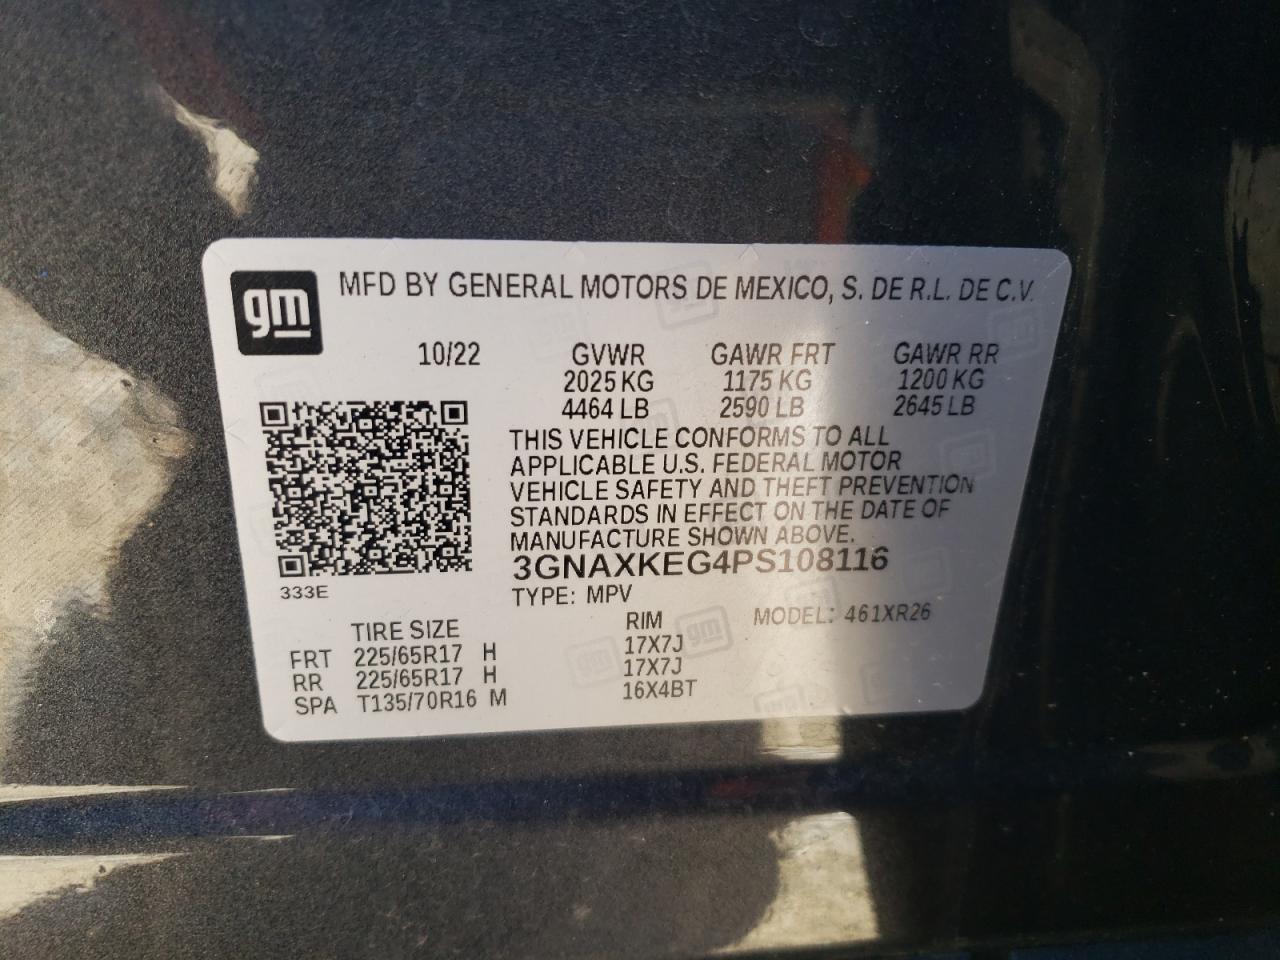 gm
MFD BY GENERAL MOTORS DE MEXICO, S. DE R.L. DE C.V.
10/22 GVWR GAWR FRT GAWR RR
2025 KG 1175 KG 1200 KG
4464 LB 2590 LB 2645 LB
THIS VEHICLE CONFORMS TO ALL
APPLICABLE U.S. FEDERAL MOTOR
VEHICLE SAFETY AND THEFT PREVENTION
STANDARDS IN EFFECT ON THE DATE OF
MANUFACTURE SHOWN ABOVE.
3GNAXKEG4PS108116
333E
TYPE: MPV MODEL: 461XR26
TIRE SIZE RIM
FRT 225/65R17 H 17X7J
RR 225/65R17 H 17X7J
SPA T135/70R16 M 16X4BT